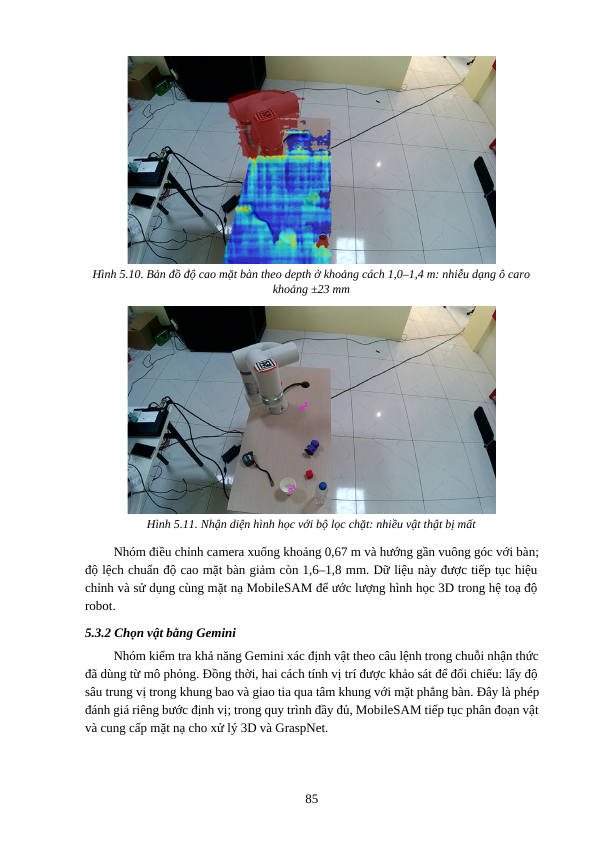 Hình 5.10. Bản đồ độ cao mặt bàn theo depth ở khoảng cách 1,0–1,4 m: nhiễu dạng ô caro
khoảng ±23 mm
Hình 5.11. Nhận diện hình học với bộ lọc chặt: nhiều vật thật bị mất
Nhóm điều chỉnh camera xuống khoảng 0,67 m và hướng gần vuông góc với bàn;
độ lệch chuẩn độ cao mặt bàn giảm còn 1,6–1,8 mm. Dữ liệu này được tiếp tục hiệu
chỉnh và sử dụng cùng mặt nạ MobileSAM để ước lượng hình học 3D trong hệ toạ độ
robot.
5.3.2 Chọn vật bằng Gemini
Nhóm kiểm tra khả năng Gemini xác định vật theo câu lệnh trong chuỗi nhận thức
đã dùng từ mô phỏng. Đồng thời, hai cách tính vị trí được khảo sát để đối chiếu: lấy độ
sâu trung vị trong khung bao và giao tia qua tâm khung với mặt phẳng bàn. Đây là phép
đánh giá riêng bước định vị; trong quy trình đầy đủ, MobileSAM tiếp tục phân đoạn vật
và cung cấp mặt nạ cho xử lý 3D và GraspNet.
85